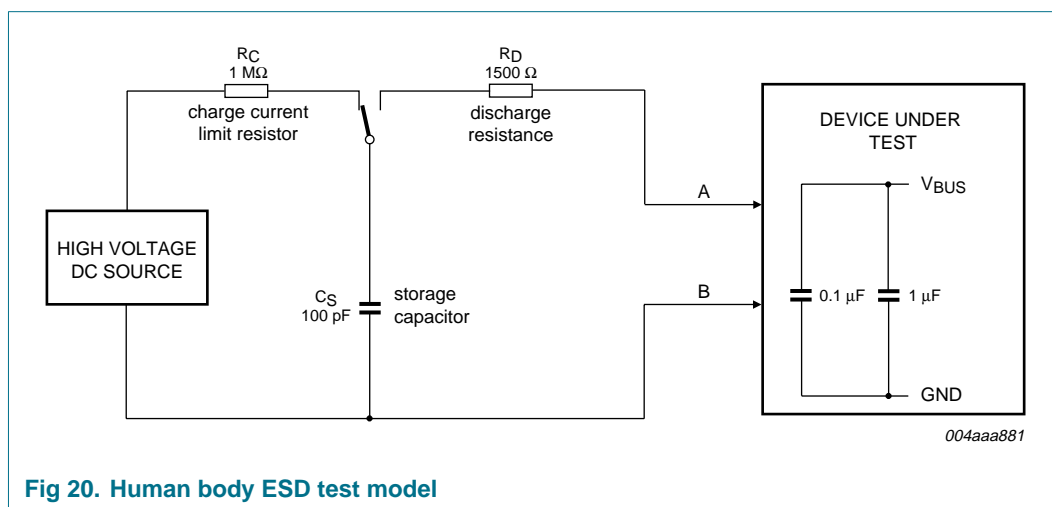 RC
1 MΩ
charge current
limit resistor
RD
1500 Ω
discharge
resistance
DEVICE UNDER
TEST
VBUS
A
HIGH VOLTAGE
DC SOURCE
CS
100 pF
storage
capacitor
B
0.1 μF
1 μF
GND
004aaa881
Fig 20. Human body ESD test model